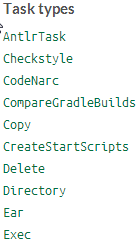 Task types
AntlrTask
Checkstyle
CodeNarc
CompareGradleBuilds
Copy
CreateStartScripts
Delete
Directory
Ear
Exec